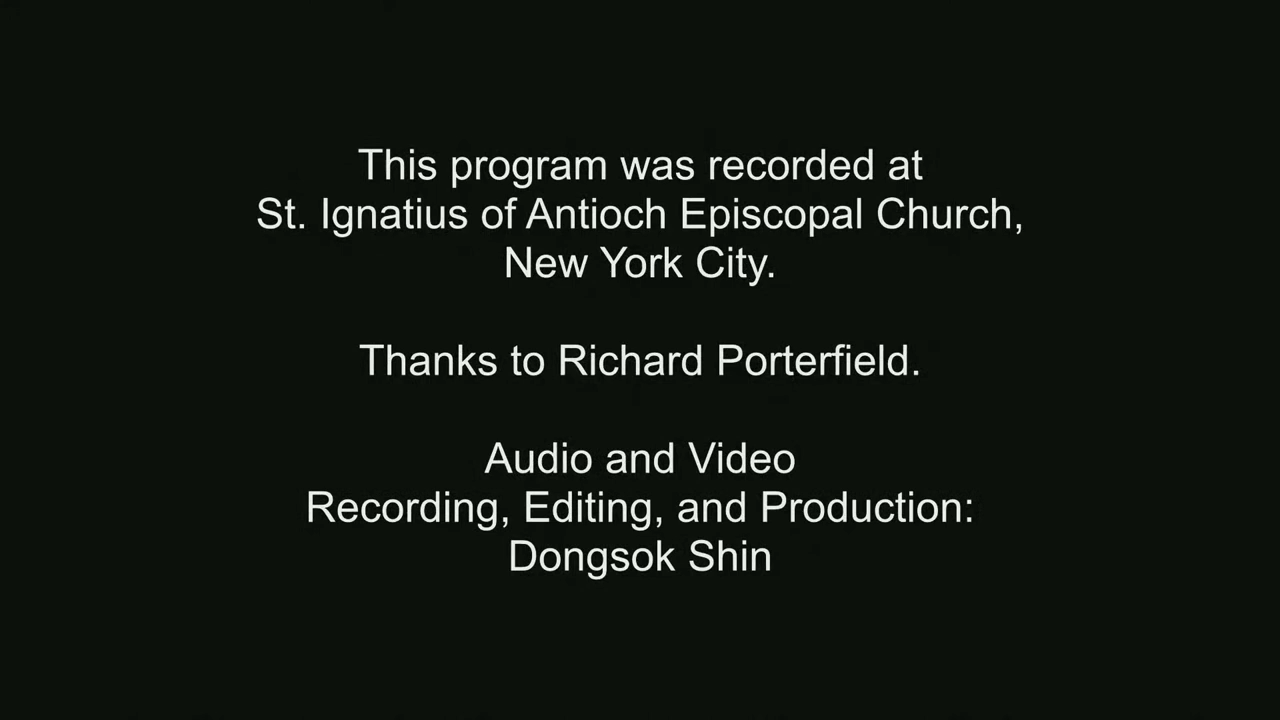 This program was recorded at
St. Ignatius of Antioch Episcopal Church,
New York City.
Thanks to Richard Porterfield.
Audio and Video
Recording, Editing, and Production:
Dongsok Shin